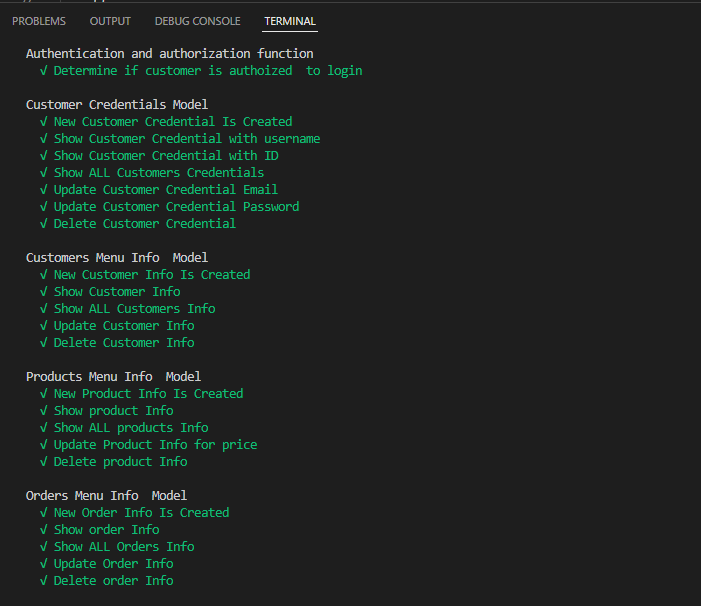 PROBLEMS OUTPUT DEBUG CONSOLE TERMINAL
Authentication and authorization function
√ Determine if customer is authoized  to login
Customer Credentials Model
√ New Customer Credential Is Created
√ Show Customer Credential with username
√ Show Customer Credential with ID
√ Show ALL Customers Credentials
√ Update Customer Credential Email
√ Update Customer Credential Password
√ Delete Customer Credential
Customers Menu Info  Model
√ New Customer Info Is Created
√ Show Customer Info
√ Show ALL Customers Info
√ Update Customer Info
√ Delete Customer Info
Products Menu Info  Model
√ New Product Info Is Created
√ Show product Info
√ Show ALL products Info
√ Update Product Info for price
√ Delete product Info
Orders Menu Info  Model
√ New Order Info Is Created
√ Show order Info
√ Show ALL Orders Info
√ Update Order Info
√ Delete order Info